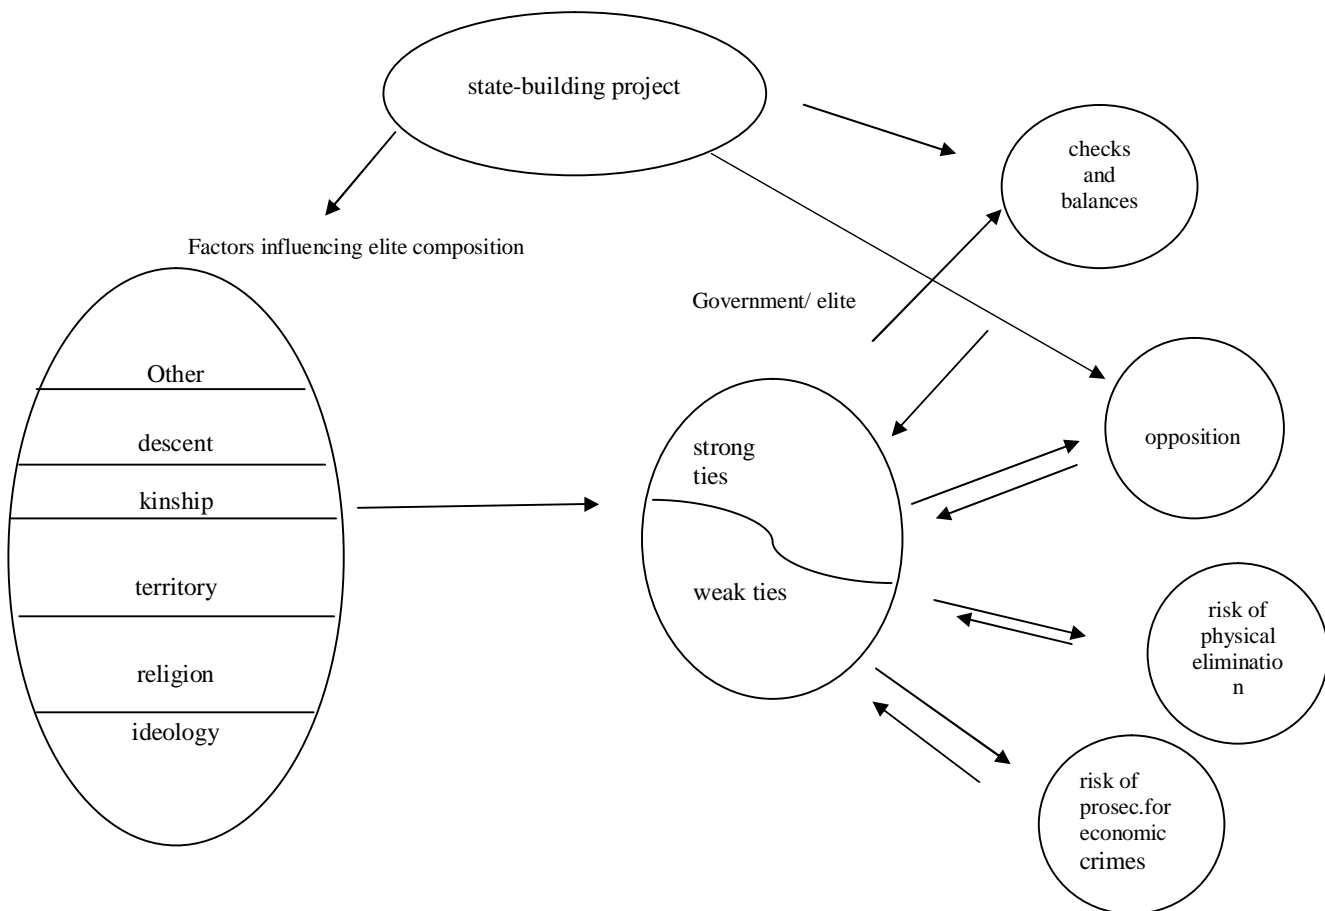 state-building project
checks
and
balances
Factors influencing elite composition
Government/ elite
Other
descent
kinship
territory
religion
ideology
strong
ties
weak ties
opposition
risk of
physical
eliminatio
n
risk of
prosec.for
economic
crimes